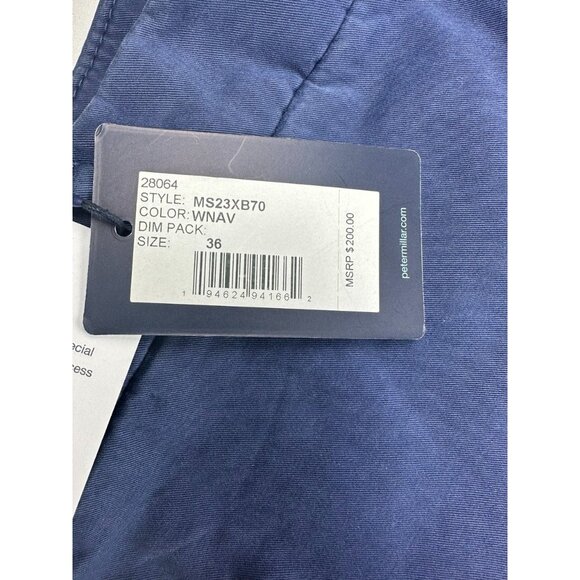 28064
STYLE: MS23XB70
COLOR: WNAV
DIM PACK:
SIZE: 36
1 94624 94166 2
MSRP $200.00
petermillar.com
ecial
cess